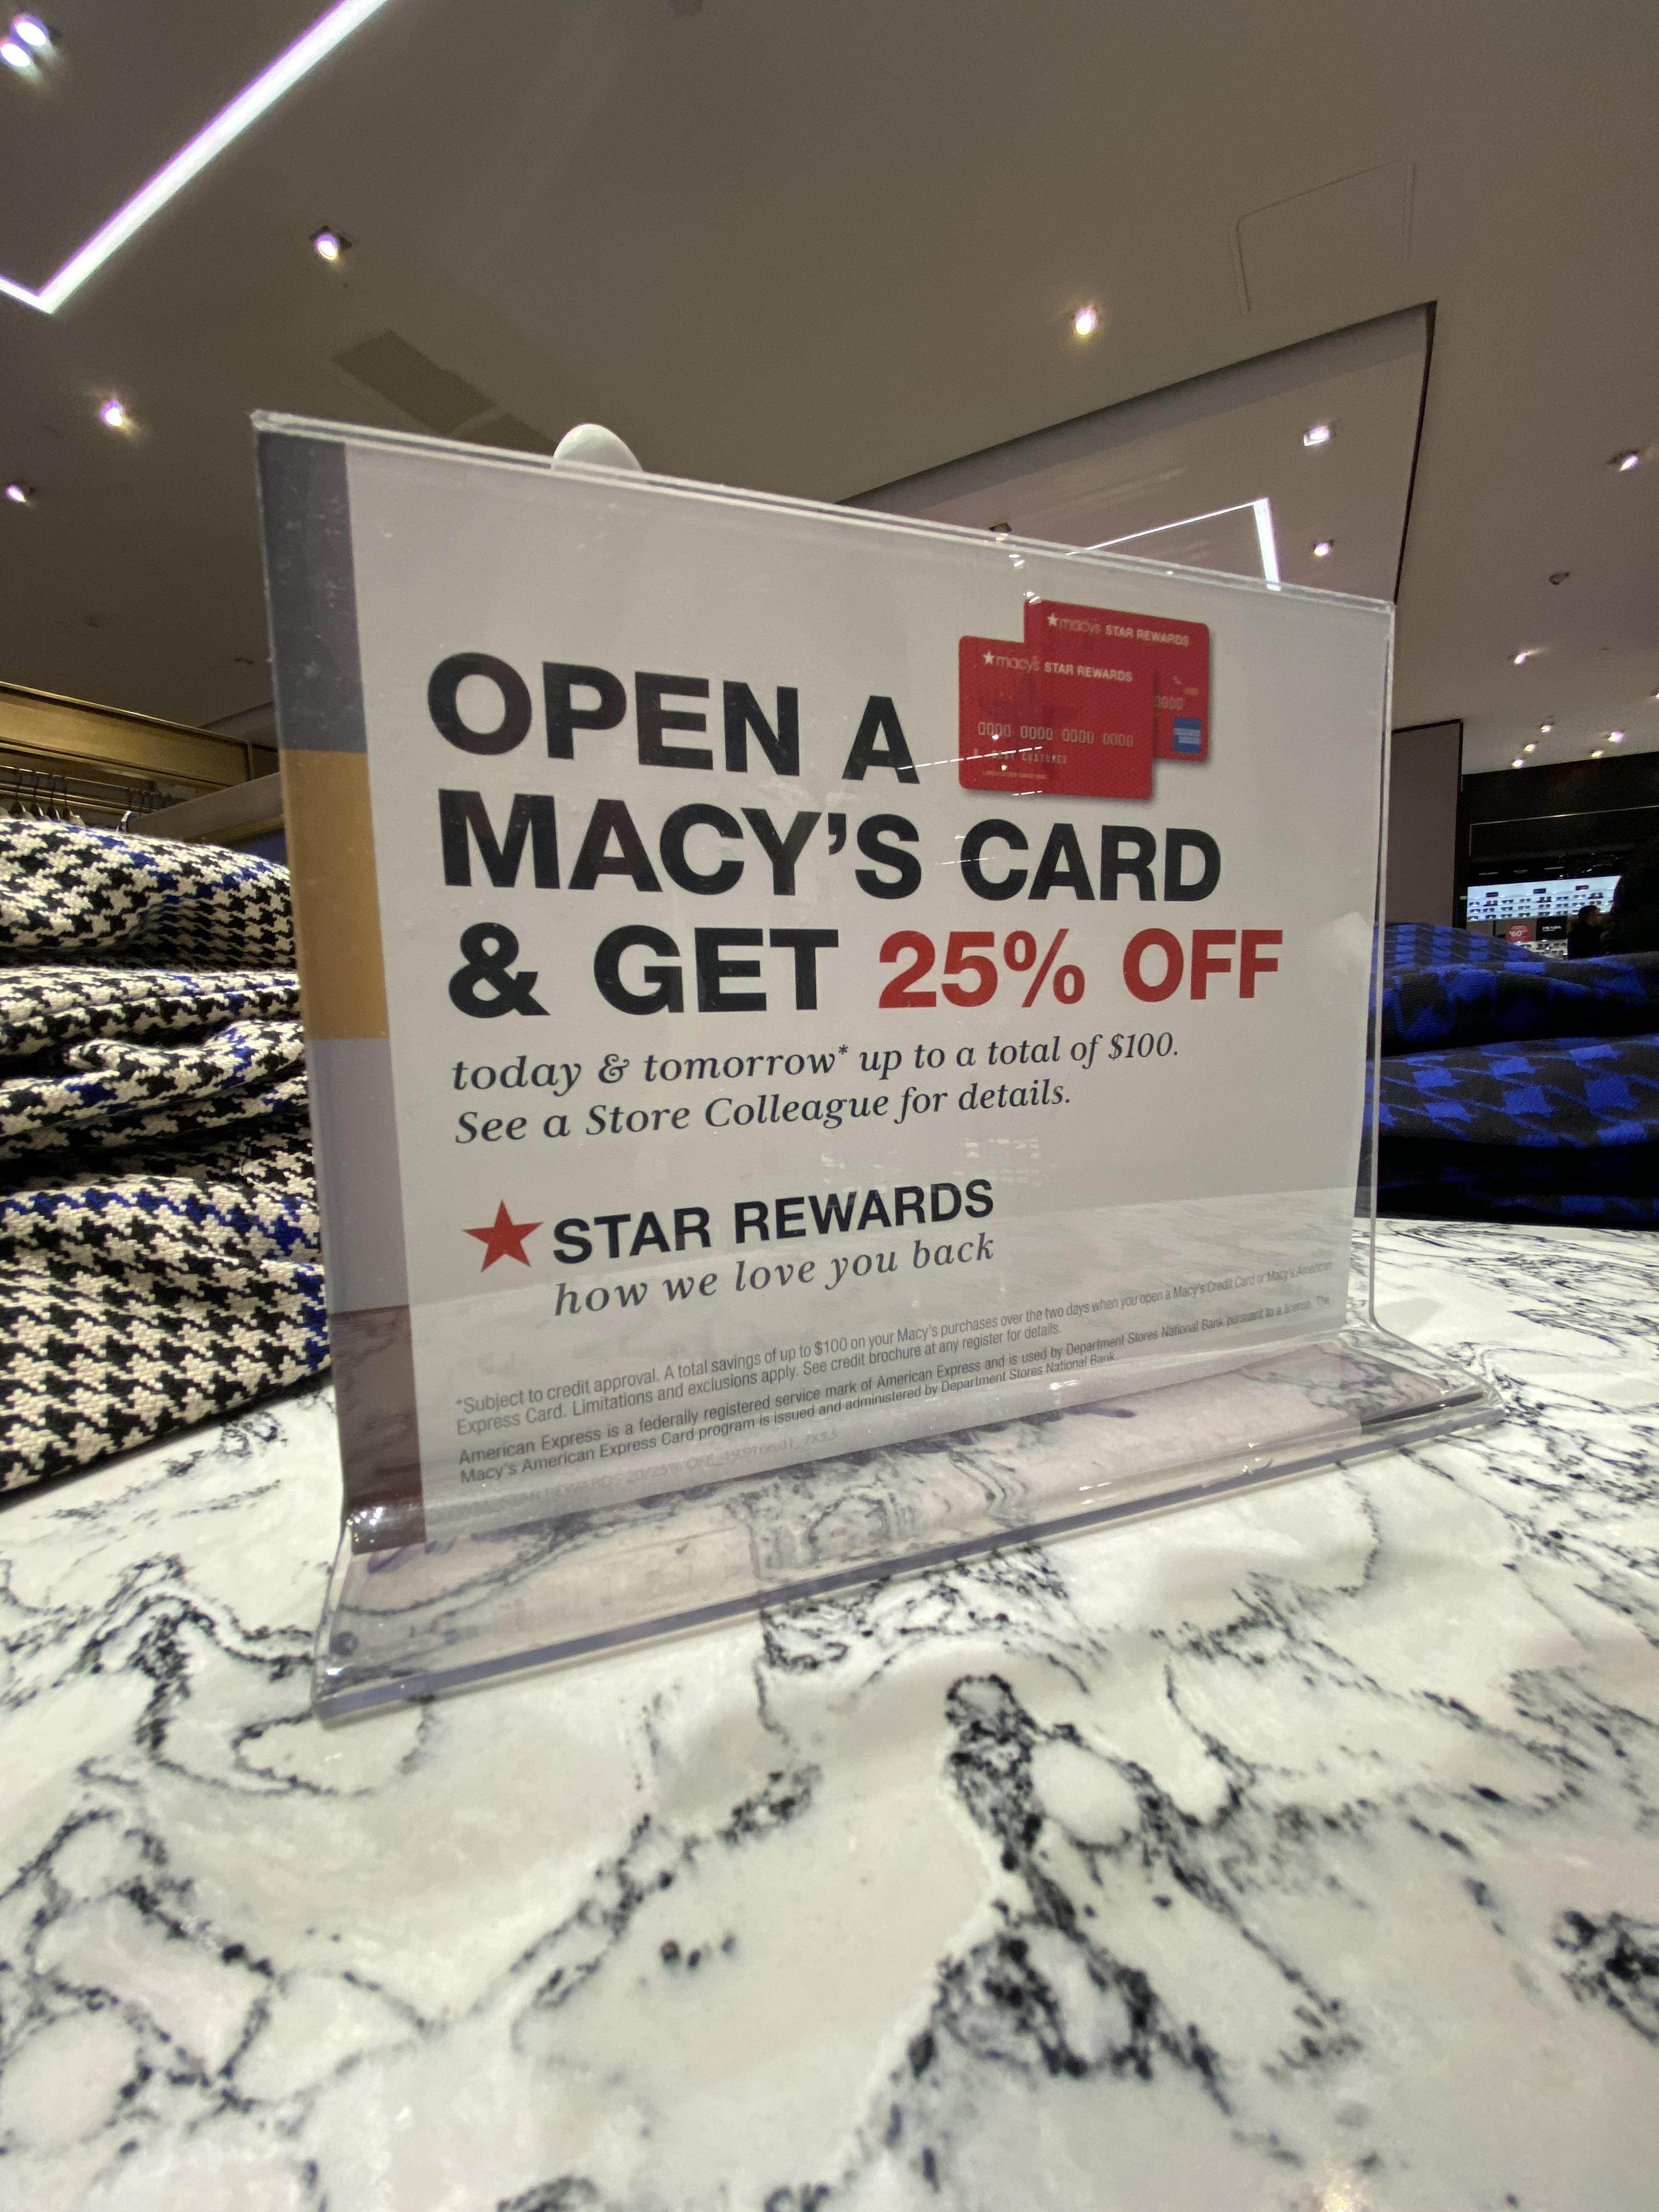 ★macy's STAR REWARDS
★macy's STAR REWARDS
0000
0000 0000 0000 0000
OPEN A
MACY'S CARD
& GET 25% OFF
today & tomorrow* up to a total of $100.
See a Store Colleague for details.
STAR REWARDS
how we love you back
*Subject to credit approval. A total savings of up to $100 on your Macy's purchases over the two days when you open a Macy's Credit Card or Macy's American
Express Card. Limitations and exclusions apply. See credit brochure at any register for details.
American Express is a federally registered service mark of American Express and is used by Department Stores National Bank pursuant to a license. The
Macy's American Express Card program is issued and administered by Department Stores National Bank.